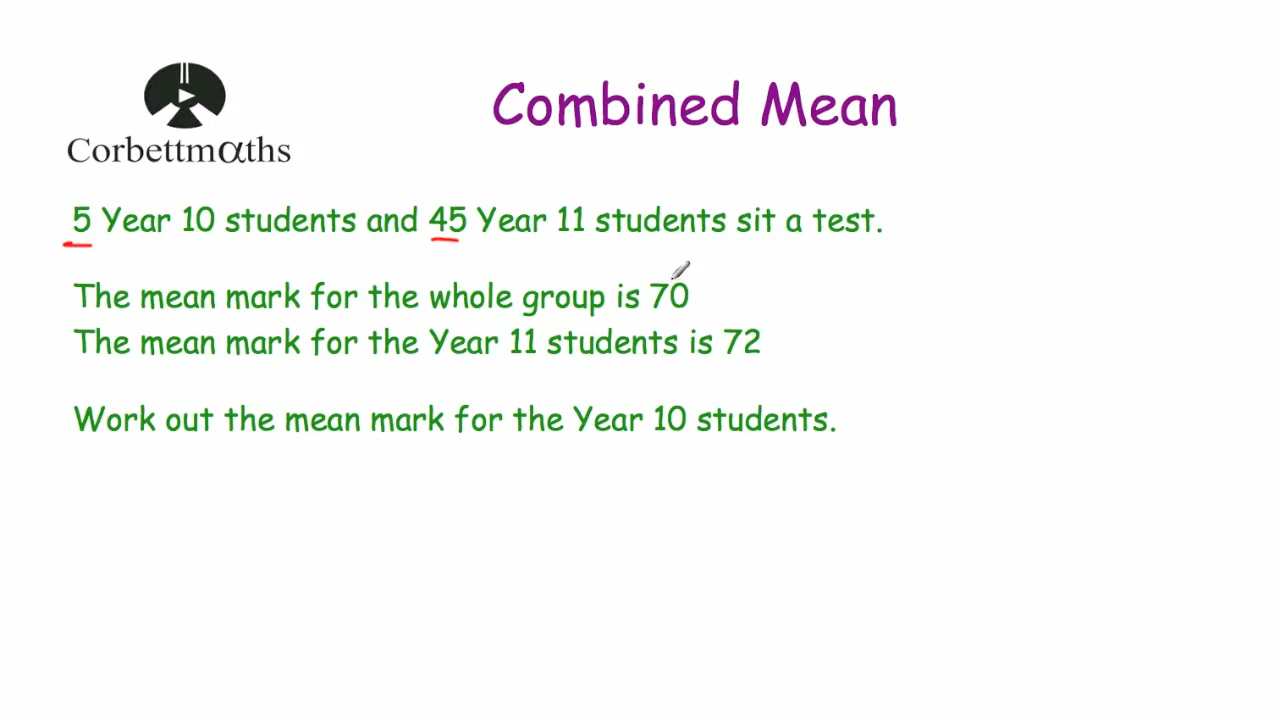 Combined Mean
Corbettmαths
5 Year 10 students and 45 Year 11 students sit a test.
The mean mark for the whole group is 70
The mean mark for the Year 11 students is 72
Work out the mean mark for the Year 10 students.